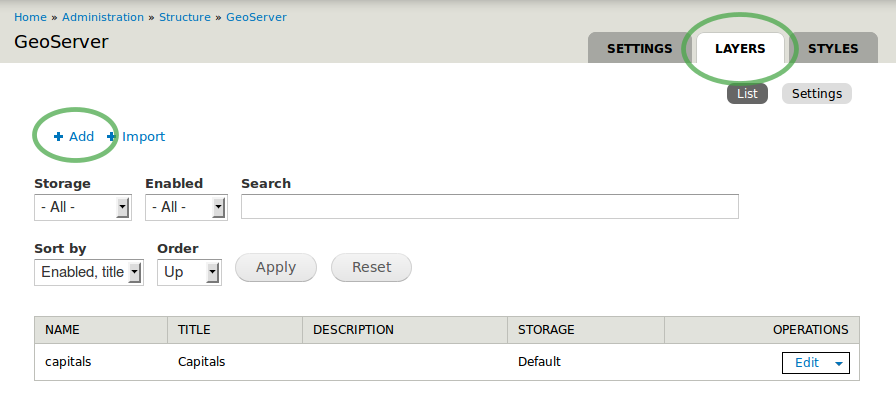 Home » Administration » Structure » GeoServer
GeoServer
SETTINGS LAYERS STYLES
List Settings
Add Import
Storage Enabled Search
- All - - All -
Sort by Order
Enabled, title Up Apply Reset
NAME TITLE DESCRIPTION STORAGE OPERATIONS
capitals Capitals Default Edit